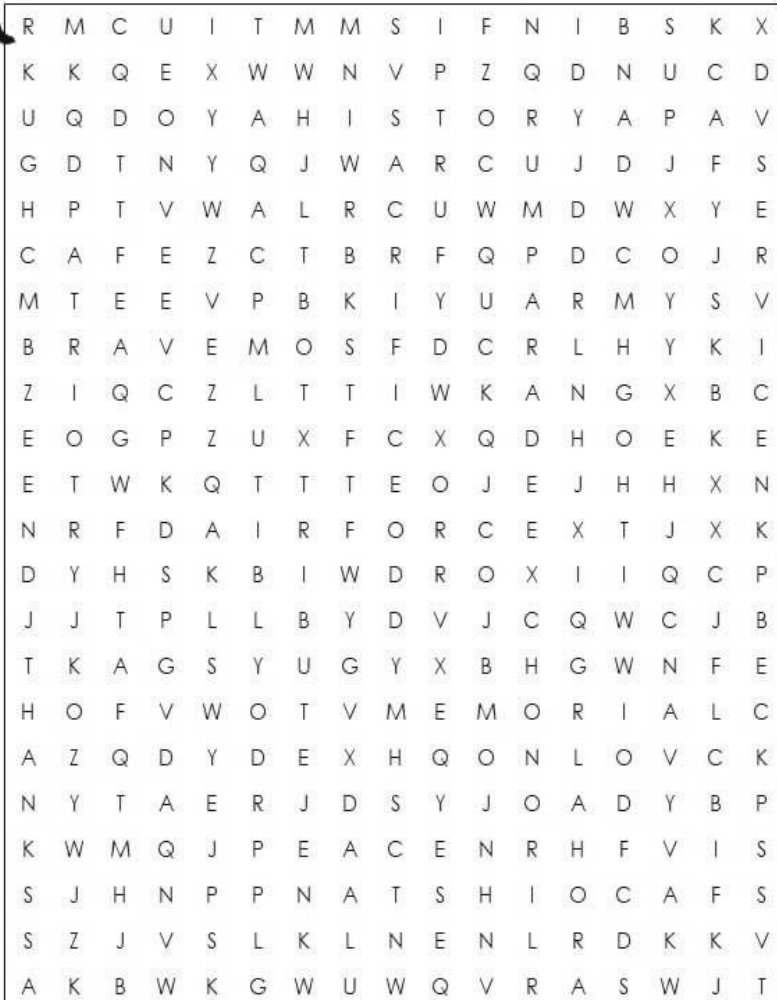 R M C U I T M M S I F N I B S K X
K K Q E X W W N V P Z Q D N U C D
U Q D O Y A H I S T O R Y A P A V
G D T N Y Q J W A R C U J D J F S
H P T V W A L R C U W M D W X Y E
C A F E Z C T B R F Q P D C O J R
M T E E V P B K I Y U A R M Y S V
B R A V E M O S F D C R L H Y K I
Z I Q C Z L T T I W K A N G X B C
E O G P Z U X F C X Q D H O E K E
E T W K Q T T T E O J E J H H X N
N R F D A I R F O R C E X T J X K
D Y H S K B I W D R O X I I Q C P
J J T P L L B Y D V J C Q W C J B
T K A G S Y U G Y X B H G W N F E
H O F V W O T V M E M O R I A L C
A Z Q D Y D E X H Q O N L O V C K
N Y T A E R J D S Y J O A D Y B P
K W M Q J P E A C E N R H F V I S
S J H N P P N A T S H I O C A F S
S Z J V S L K L N E N L R D K K V
A K B W K G W U W Q V R A S W J T